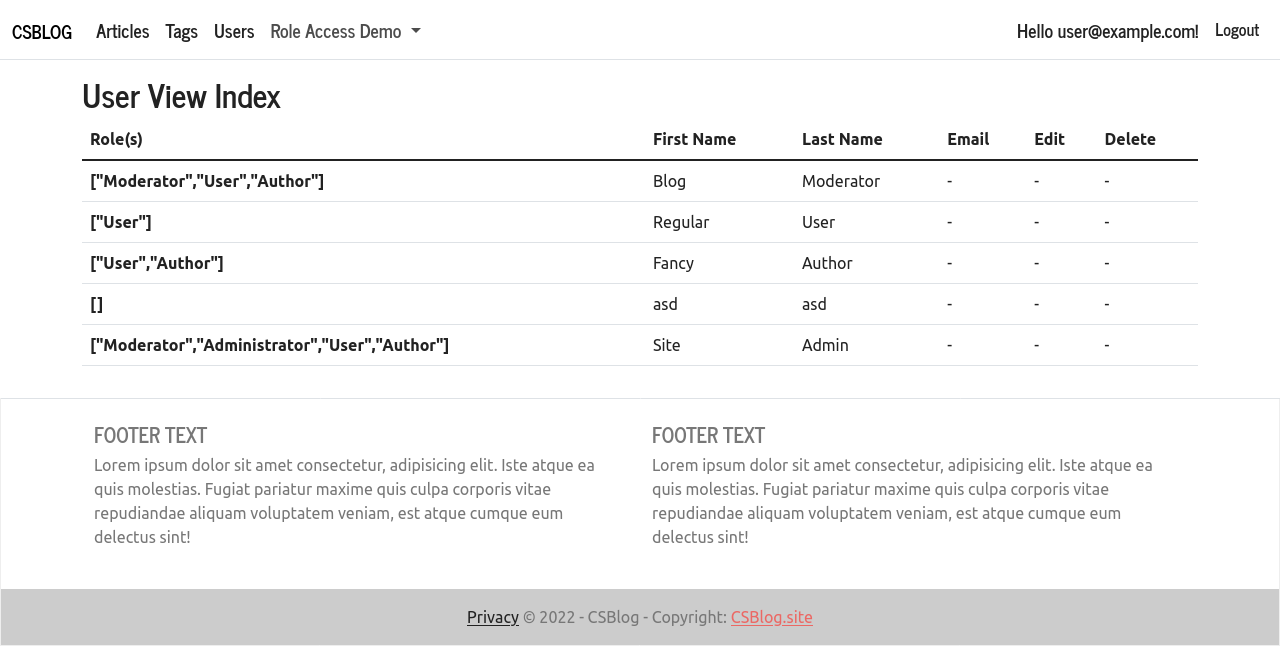 CSBLOG Articles Tags Users Role Access Demo Hello user@example.com! Logout
User View Index
Role(s) First Name Last Name Email Edit Delete
["Moderator","User","Author"] Blog Moderator - - -
["User"] Regular User - - -
["User","Author"] Fancy Author - - -
[] asd asd - - -
["Moderator","Administrator","User","Author"] Site Admin - - -
FOOTER TEXT
Lorem ipsum dolor sit amet consectetur, adipisicing elit. Iste atque ea
quis molestias. Fugiat pariatur maxime quis culpa corporis vitae
repudiandae aliquam voluptatem veniam, est atque cumque eum
delectus sint!
FOOTER TEXT
Lorem ipsum dolor sit amet consectetur, adipisicing elit. Iste atque ea
quis molestias. Fugiat pariatur maxime quis culpa corporis vitae
repudiandae aliquam voluptatem veniam, est atque cumque eum
delectus sint!
Privacy © 2022 - CSBlog - Copyright: CSBlog.site